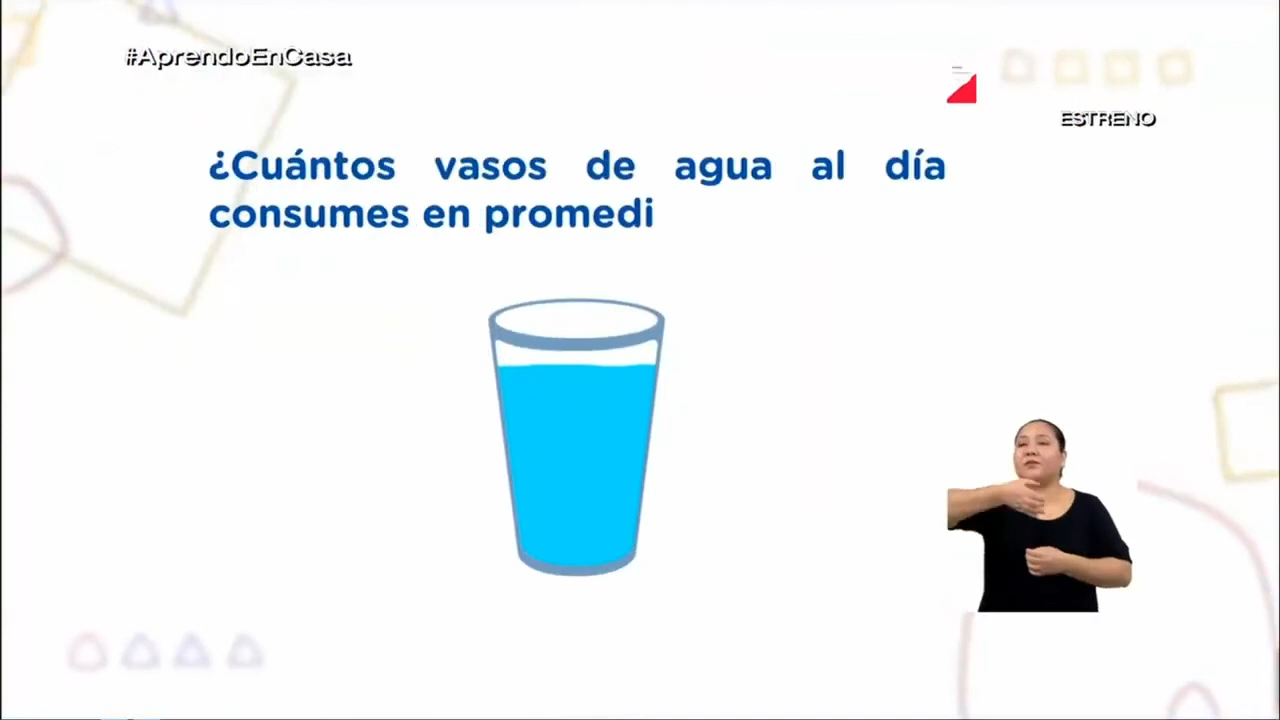 #AprendoEnCasa
ESTRENO
¿Cuántos vasos de agua al día
consumes en promedi